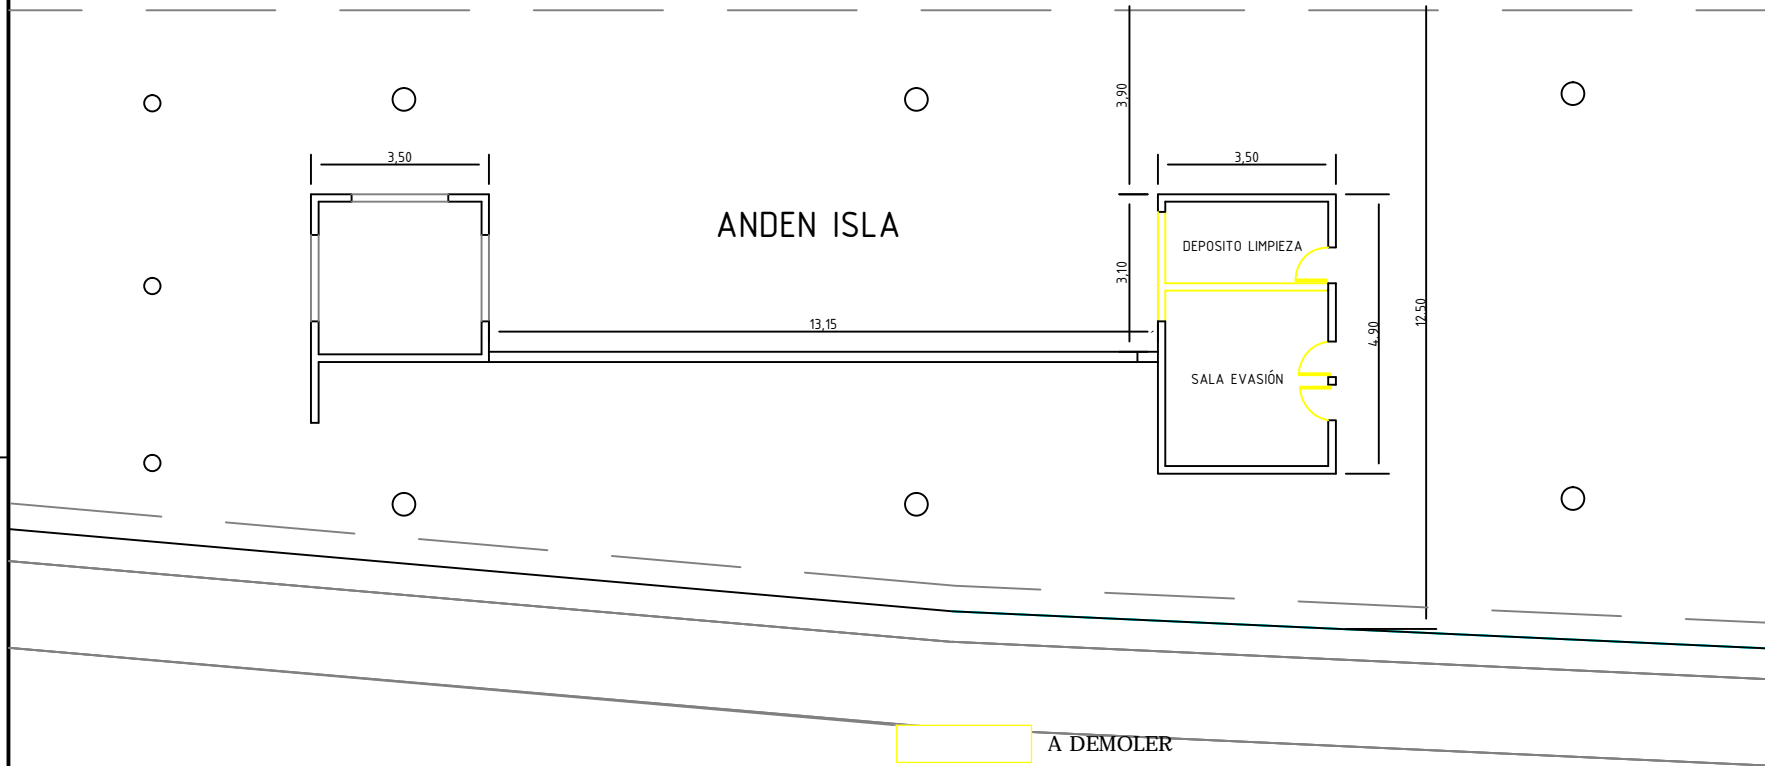 3,90
3,50
3,50
ANDEN ISLA
DEPOSITO LIMPIEZA
3,10
12,50
13,15
4,90
SALA EVASIÓN
A DEMOLER